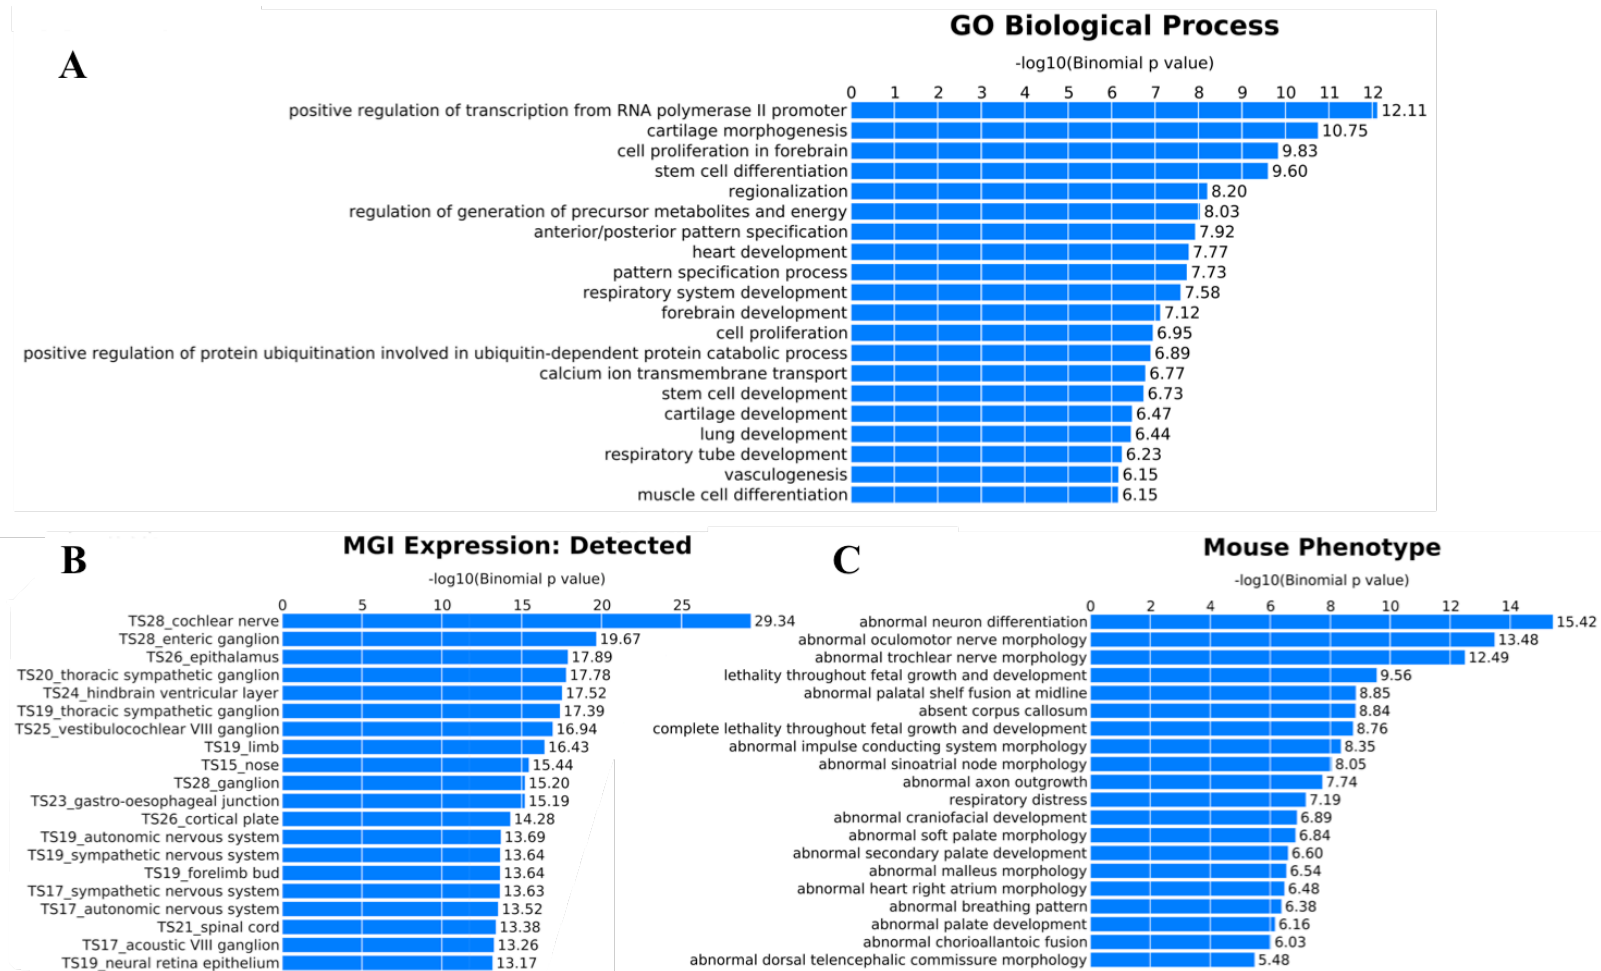 GO Biological Process
A
-log10(Binomial p value)
0 1 2 3 4 5 6 7 8 9 10 11 12
positive regulation of transcription from RNA polymerase II promoter 12.11
cartilage morphogenesis 10.75
cell proliferation in forebrain 9.83
stem cell differentiation 9.60
regionalization 8.20
regulation of generation of precursor metabolites and energy 8.03
anterior/posterior pattern specification 7.92
heart development 7.77
pattern specification process 7.73
respiratory system development 7.58
forebrain development 7.12
cell proliferation 6.95
positive regulation of protein ubiquitination involved in ubiquitin-dependent protein catabolic process 6.89
calcium ion transmembrane transport 6.77
stem cell development 6.73
cartilage development 6.47
lung development 6.44
respiratory tube development 6.23
vasculogenesis 6.15
muscle cell differentiation 6.15
B
MGI Expression: Detected
-log10(Binomial p value)
0 5 10 15 20 25
TS28_cochlear nerve 29.34
TS28_enteric ganglion 19.67
TS26_epithalamus 17.89
TS20_thoracic sympathetic ganglion 17.78
TS24_hindbrain ventricular layer 17.52
TS19_thoracic sympathetic ganglion 17.39
TS25_vestibulocochlear VIII ganglion 16.94
TS19_limb 16.43
TS15_nose 15.44
TS28_ganglion 15.20
TS23_gastro-oesophageal junction 15.19
TS26_cortical plate 14.28
TS19_autonomic nervous system 13.69
TS19_sympathetic nervous system 13.64
TS19_forelimb bud 13.64
TS17_sympathetic nervous system 13.63
TS17_autonomic nervous system 13.52
TS21_spinal cord 13.38
TS17_acoustic VIII ganglion 13.26
TS19_neural retina epithelium 13.17
C
Mouse Phenotype
-log10(Binomial p value)
0 2 4 6 8 10 12 14
abnormal neuron differentiation 15.42
abnormal oculomotor nerve morphology 13.48
abnormal trochlear nerve morphology 12.49
lethality throughout fetal growth and development 9.56
abnormal palatal shelf fusion at midline 8.85
absent corpus callosum 8.84
complete lethality throughout fetal growth and development 8.76
abnormal impulse conducting system morphology 8.35
abnormal sinoatrial node morphology 8.05
abnormal axon outgrowth 7.74
respiratory distress 7.19
abnormal craniofacial development 6.89
abnormal soft palate morphology 6.84
abnormal secondary palate development 6.60
abnormal malleus morphology 6.54
abnormal heart right atrium morphology 6.48
abnormal breathing pattern 6.38
abnormal palate development 6.16
abnormal chorioallantoic fusion 6.03
abnormal dorsal telencephalic commissure morphology 5.48